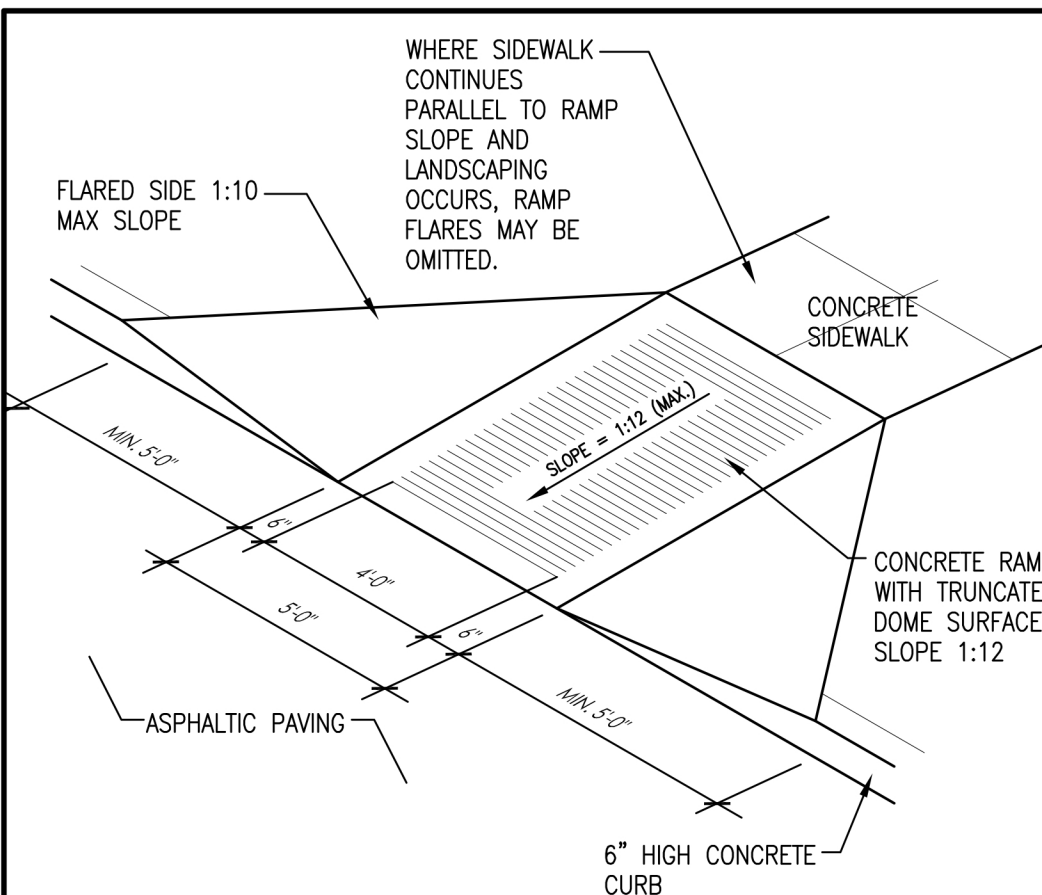 WHERE SIDEWALK
CONTINUES
PARALLEL TO RAMP
SLOPE AND
LANDSCAPING
OCCURS, RAMP
FLARES MAY BE
OMITTED.
FLARED SIDE 1:10
MAX SLOPE
CONCRETE
SIDEWALK
SLOPE = 1:12 (MAX.)
MIN. 5'-0"
6"
4'-0"
5'-0"
6"
MIN. 5'-0"
CONCRETE RAM
WITH TRUNCATE
DOME SURFACE
SLOPE 1:12
ASPHALTIC PAVING
6" HIGH CONCRETE
CURB